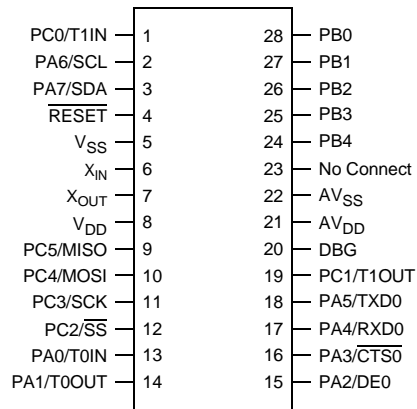 PC0/T1IN 1 28 PB0
PA6/SCL 2 27 PB1
PA7/SDA 3 26 PB2
RESET 4 25 PB3
VSS 5 24 PB4
XIN 6 23 No Connect
XOUT 7 22 AVSS
VDD 8 21 AVDD
PC5/MISO 9 20 DBG
PC4/MOSI 10 19 PC1/T1OUT
PC3/SCK 11 18 PA5/TXD0
PC2/SS 12 17 PA4/RXD0
PA0/T0IN 13 16 PA3/CTS0
PA1/T0OUT 14 15 PA2/DE0